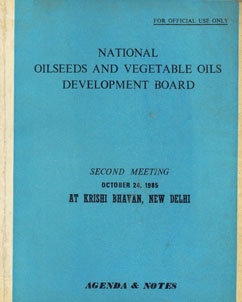 FOR OFFICIAL USE ONLY
NATIONAL
OILSEEDS AND VEGETABLE OILS
DEVELOPMENT BOARD
SECOND MEETING
OCTOBER 24, 1985
AT KRISHI BHAVAN, NEW DELHI
AGENDA & NOTES